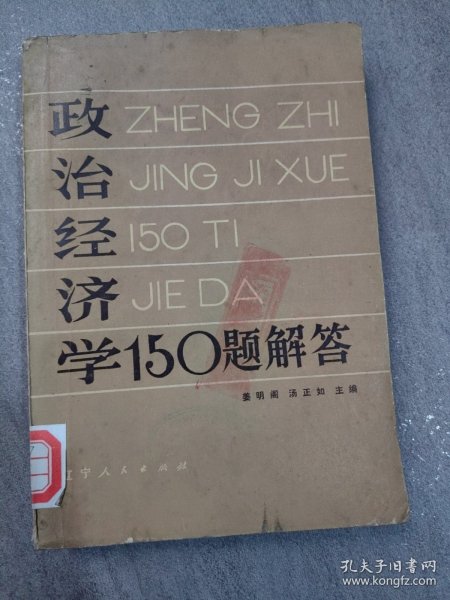 政治经济学150题解答
ZHENG ZHI
JING JI XUE
150 TI
JIE DA
姜明阁 汤正如 主编
辽宁人民出版社
孔夫子旧书网
www.kongfz.com